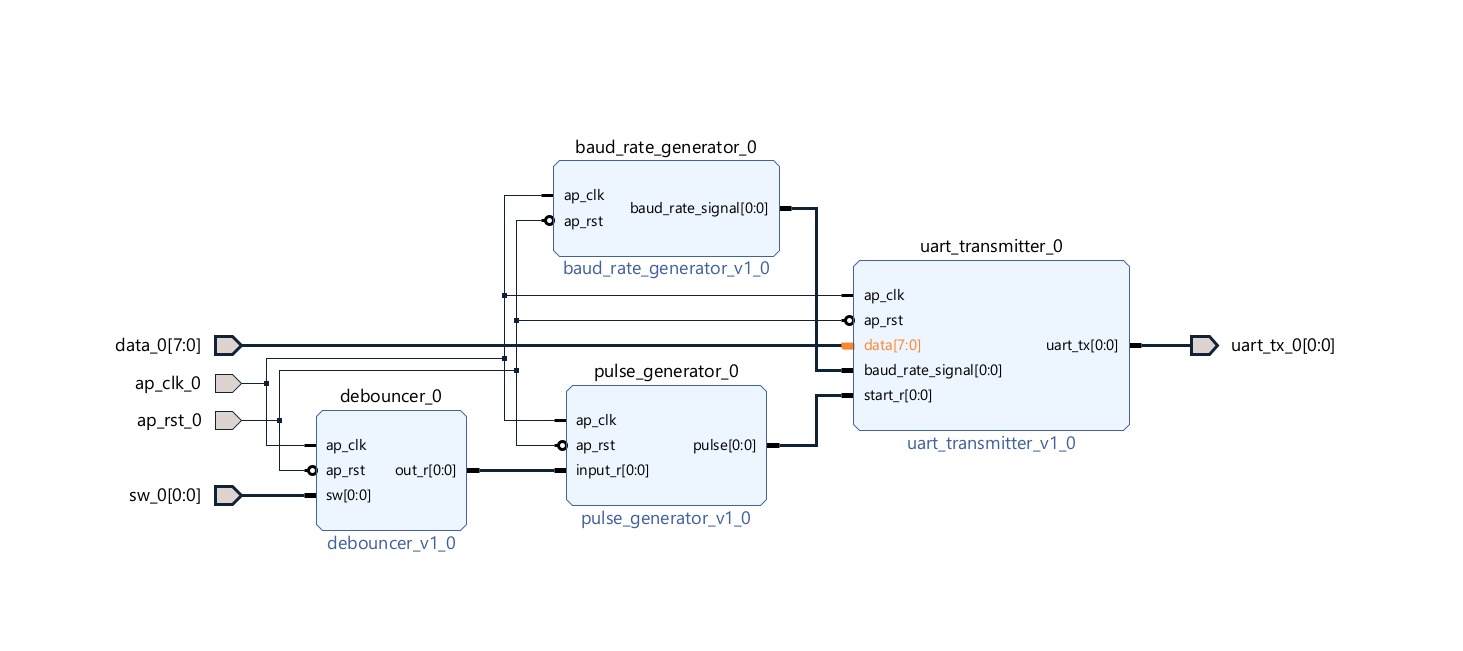 baud_rate_generator_0
ap_clk
ap_rst
baud_rate_signal[0:0]
baud_rate_generator_v1_0
uart_transmitter_0
ap_clk
ap_rst
data[7:0]
baud_rate_signal[0:0]
start_r[0:0]
uart_tx[0:0]
uart_transmitter_v1_0
uart_tx_0[0:0]
data_0[7:0]
ap_clk_0
ap_rst_0
sw_0[0:0]
debouncer_0
ap_clk
ap_rst
sw[0:0]
out_r[0:0]
debouncer_v1_0
pulse_generator_0
ap_clk
ap_rst
input_r[0:0]
pulse[0:0]
pulse_generator_v1_0